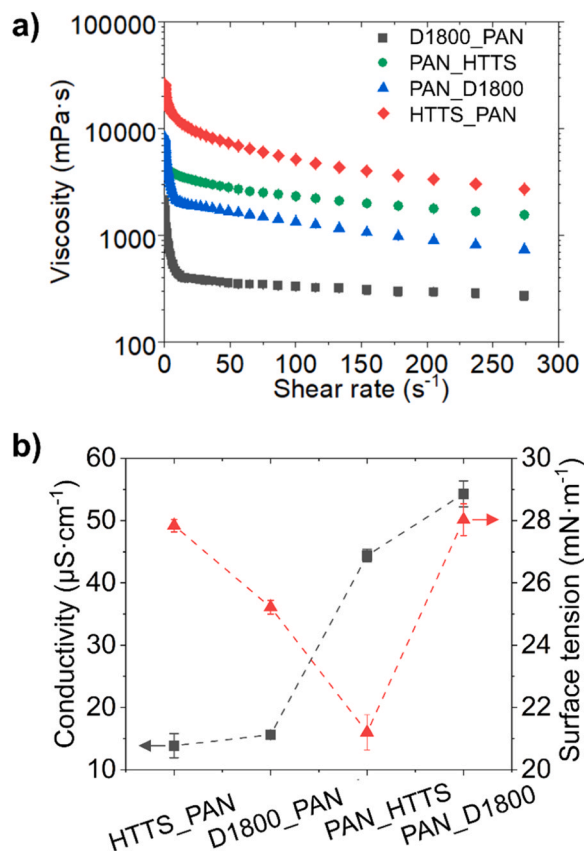 a)
Viscosity (mPa·s)
100000
10000
1000
100
D1800_PAN
PAN_HTTS
PAN_D1800
HTTS_PAN
0 50 100 150 200 250 300
Shear rate (s⁻¹)
b)
Conductivity (µS·cm⁻¹)
60
50
40
30
20
10
Surface tension (mN·m⁻¹)
30
28
26
22
21
20
HTTS_PAN
D1800_PAN
PAN_HTTS
PAN_D1800